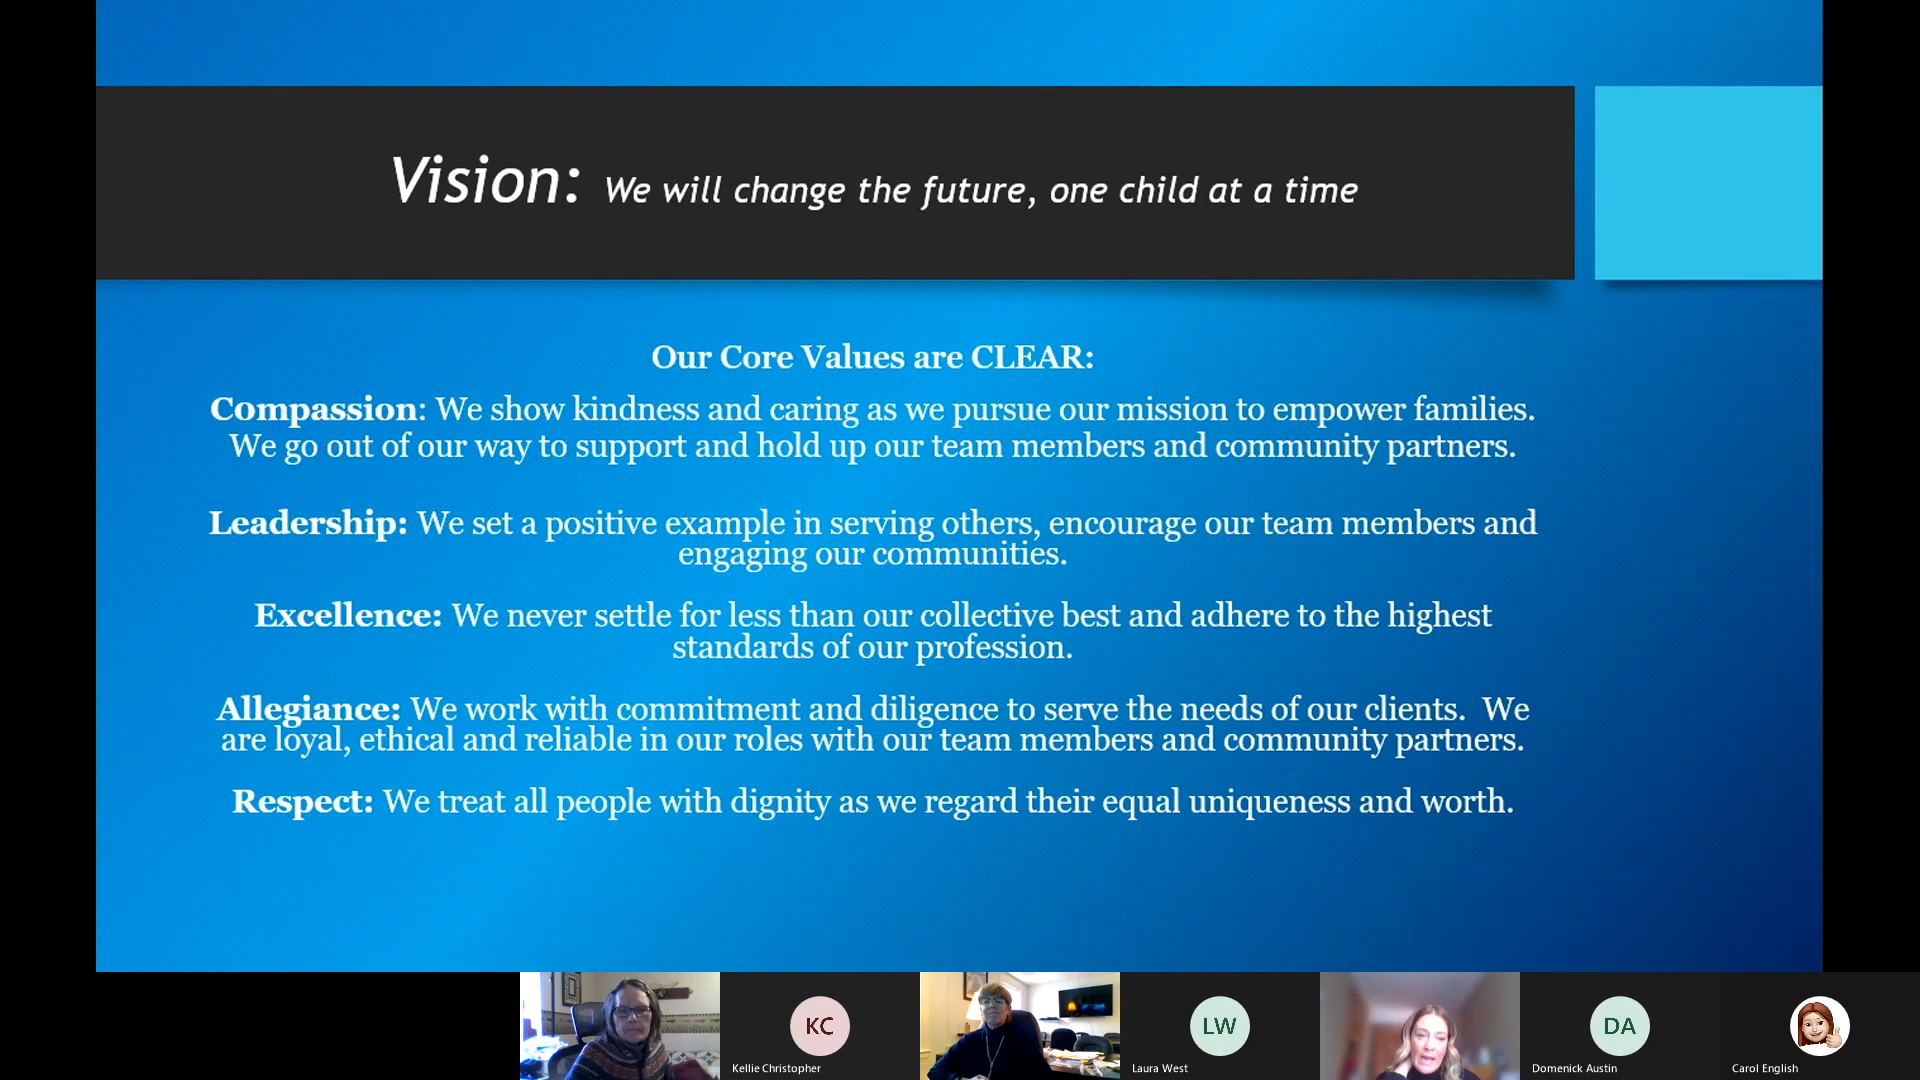 Vision: We will change the future, one child at a time
Our Core Values are CLEAR:
Compassion: We show kindness and caring as we pursue our mission to empower families.
We go out of our way to support and hold up our team members and community partners.
Leadership: We set a positive example in serving others, encourage our team members and
engaging our communities.
Excellence: We never settle for less than our collective best and adhere to the highest
standards of our profession.
Allegiance: We work with commitment and diligence to serve the needs of our clients.  We
are loyal, ethical and reliable in our roles with our team members and community partners.
Respect: We treat all people with dignity as we regard their equal uniqueness and worth.
KC
Kellie Christopher
LW
Laura West
DA
Domenick Austin
Carol English